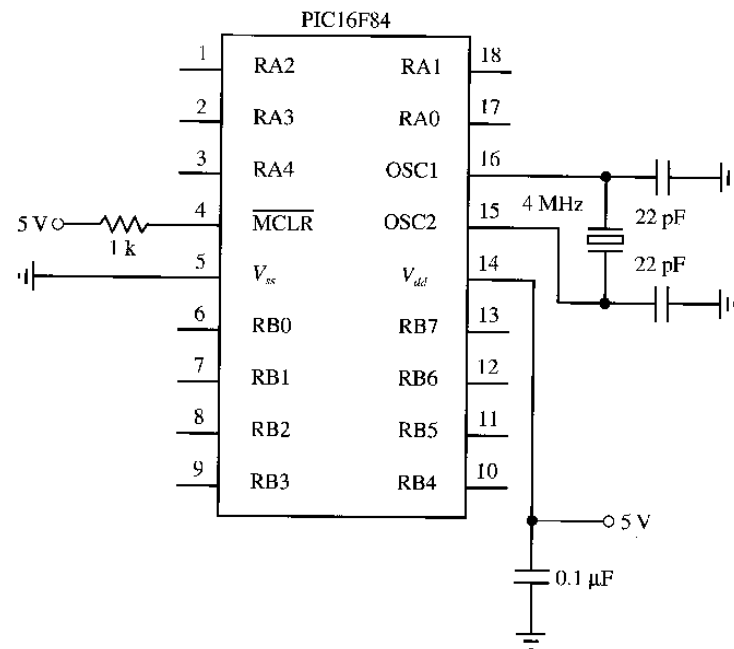 PIC16F84
1 RA2 RA1 18
2 RA3 RA0 17
3 RA4 OSC1 16
5 V 1 k 4 MCLR OSC2 15 4 MHz 22 pF
5 Vss Vdd 14 22 pF
6 RB0 RB7 13
7 RB1 RB6 12
8 RB2 RB5 11
9 RB3 RB4 10
5 V
0.1 μF